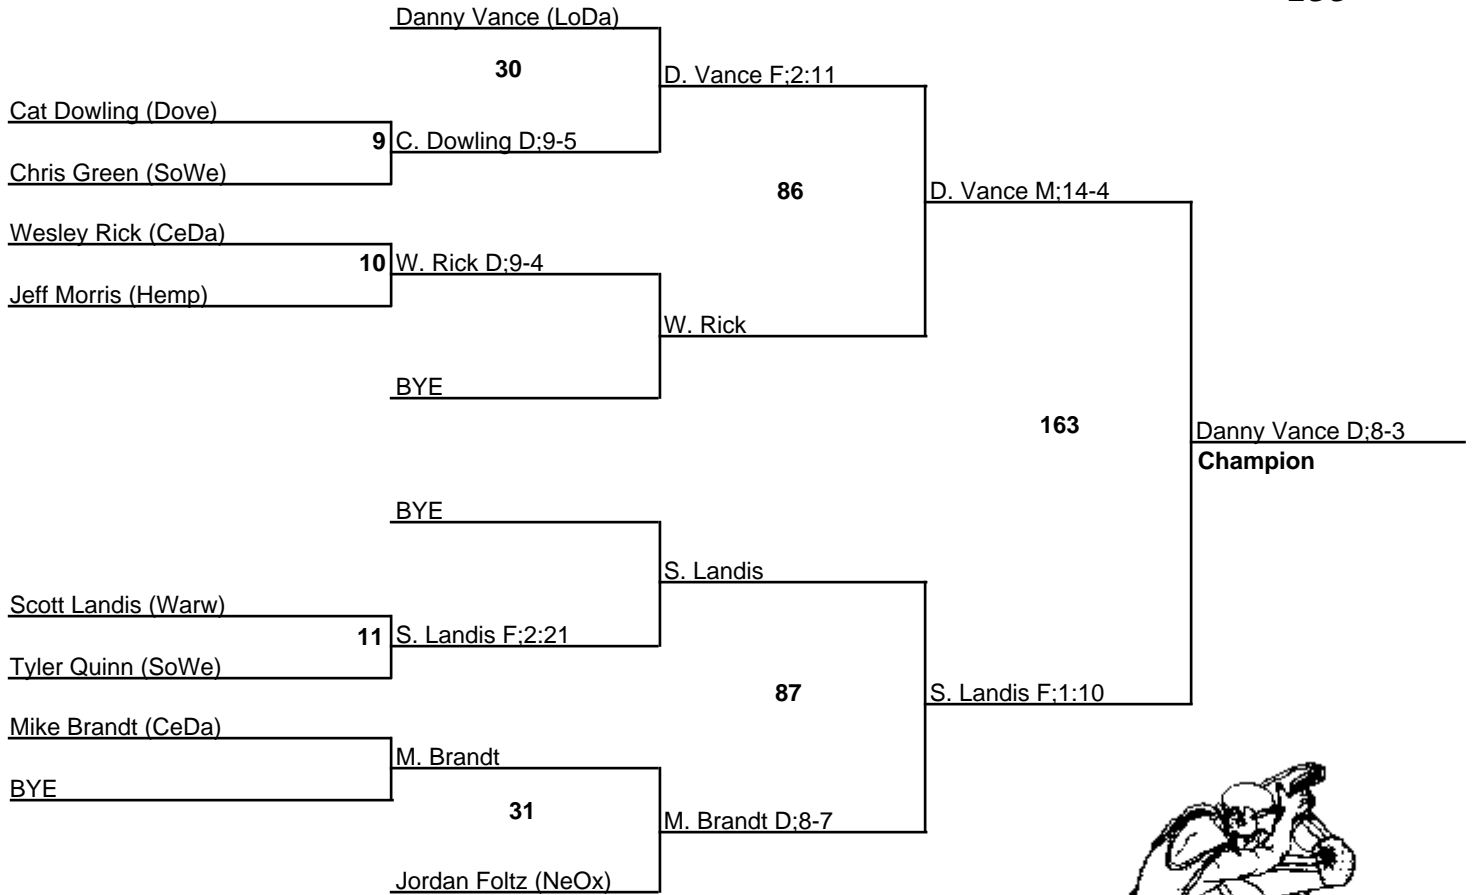 Danny Vance (LoDa)
30
D. Vance F;2:11
Cat Dowling (Dove)
9
C. Dowling D;9-5
Chris Green (SoWe)
86
D. Vance M;14-4
Wesley Rick (CeDa)
10
W. Rick D;9-4
Jeff Morris (Hemp)
W. Rick
BYE
163
Danny Vance D;8-3
Champion
BYE
S. Landis
Scott Landis (Warw)
11
S. Landis F;2:21
Tyler Quinn (SoWe)
87
S. Landis F;1:10
Mike Brandt (CeDa)
M. Brandt
BYE
31
M. Brandt D;8-7
Jordan Foltz (NeOx)